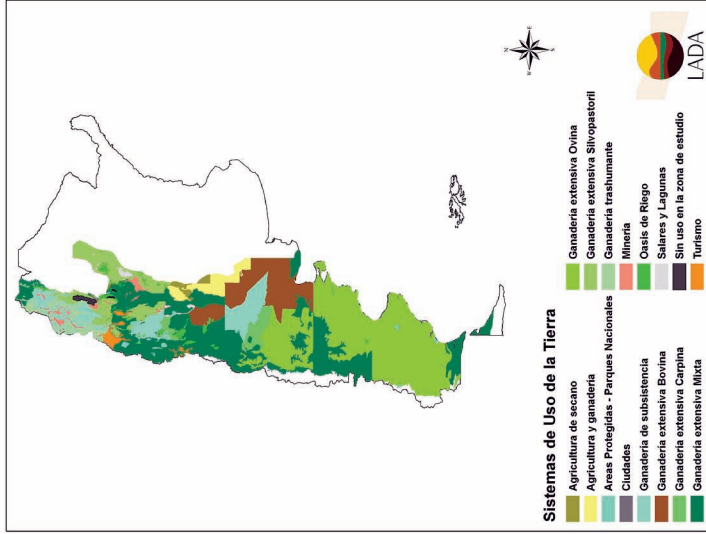 N
E
S
Sistemas de Uso de la Tierra
Agricultura de secano
Agricultura y ganadería
Areas Protegidas - Parques Nacionales
Ciudades
Ganadería de subsistencia
Ganadería extensiva Bovina
Ganadería extensiva Carpina
Ganadería extensiva Mixta
Ganadería extensiva Ovina
Ganadería extensiva Silvopastoril
Ganadería trashumante
Minería
Oasis de Riego
Salares y Lagunas
Sin uso en la zona de estudio
Turismo
LADA